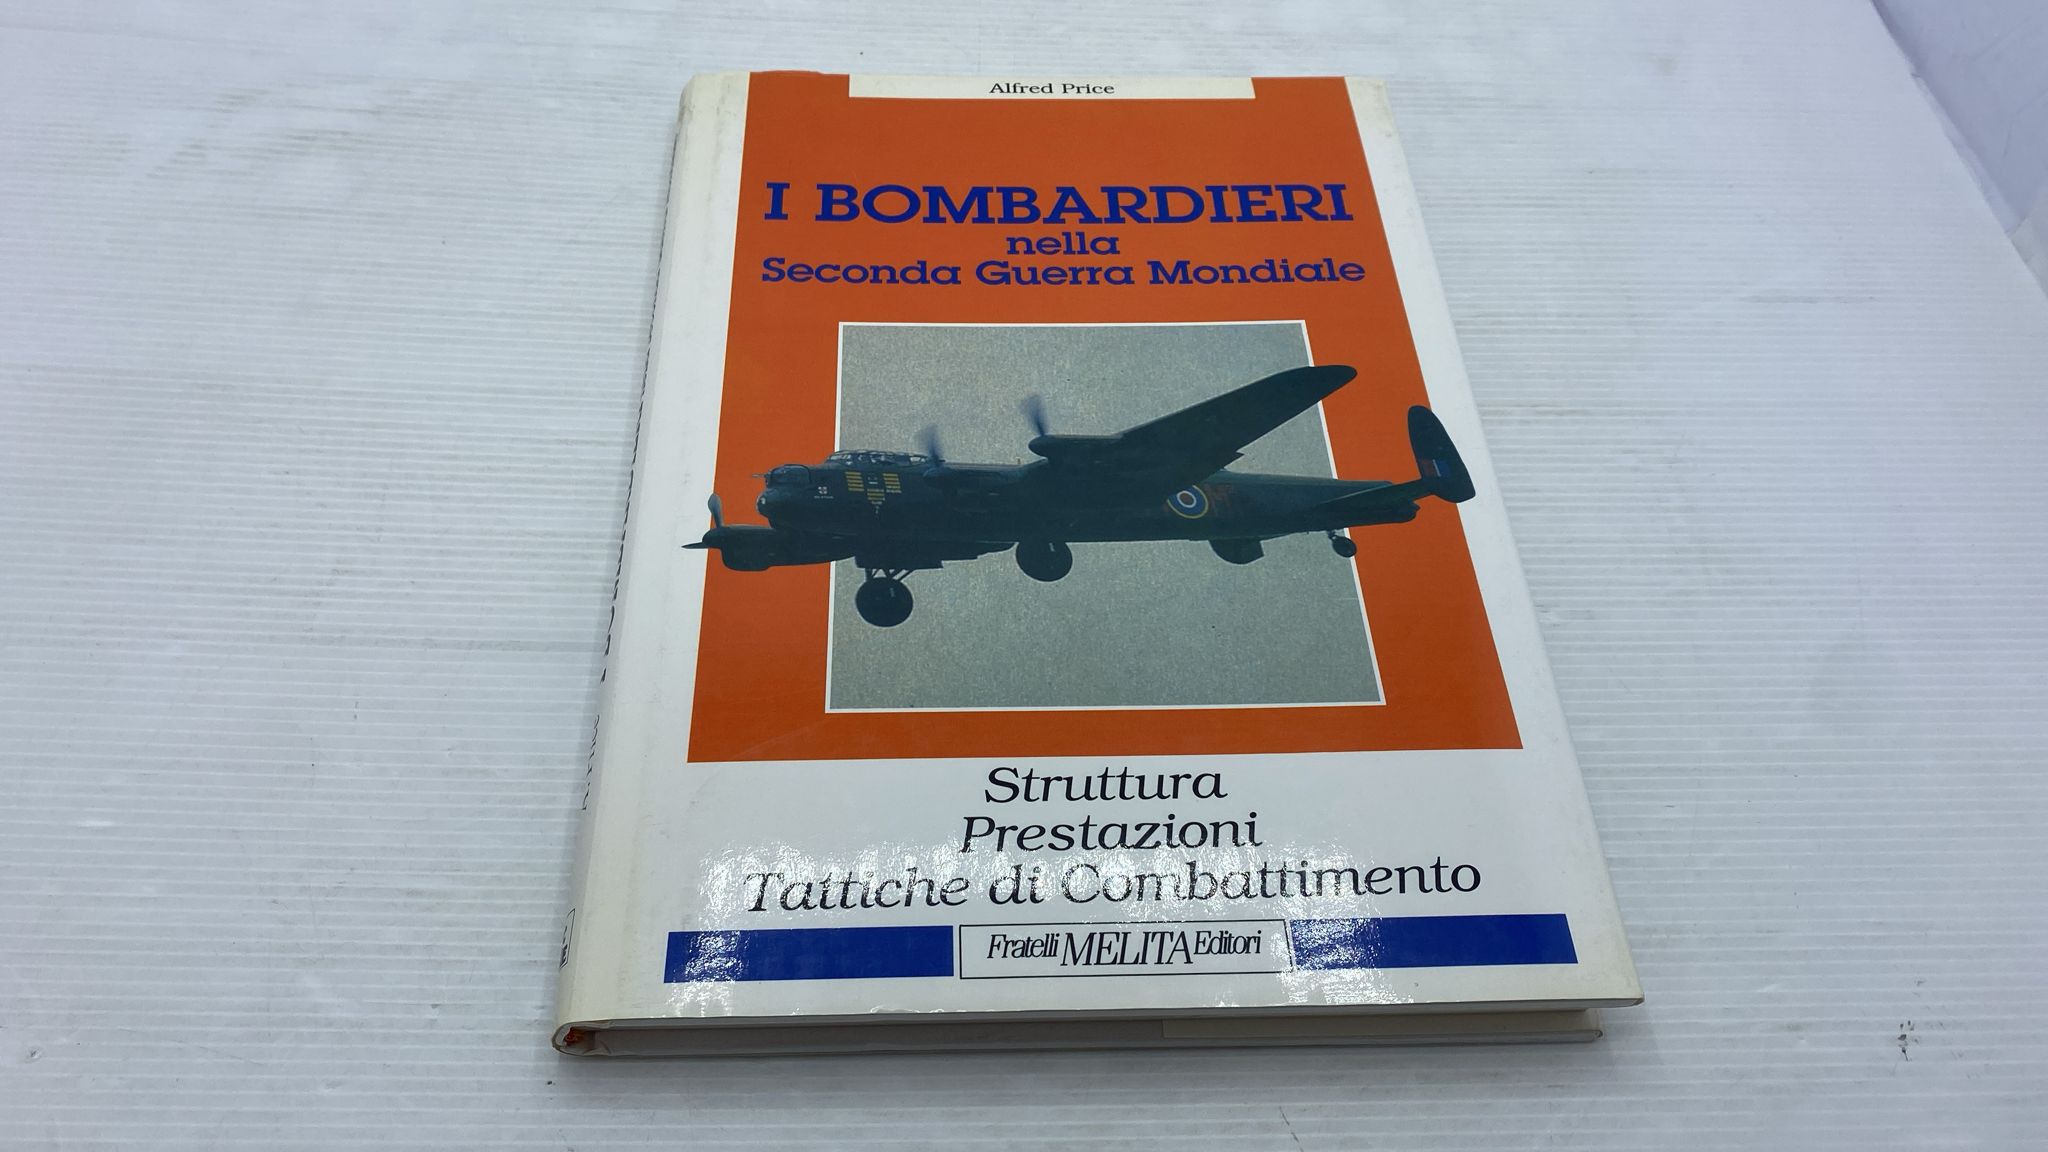 Alfred Price
I BOMBARDIERI
nella
Seconda Guerra Mondiale
Struttura
Prestazioni
Tattiche di Combattimento
Fratelli MELITA Editori